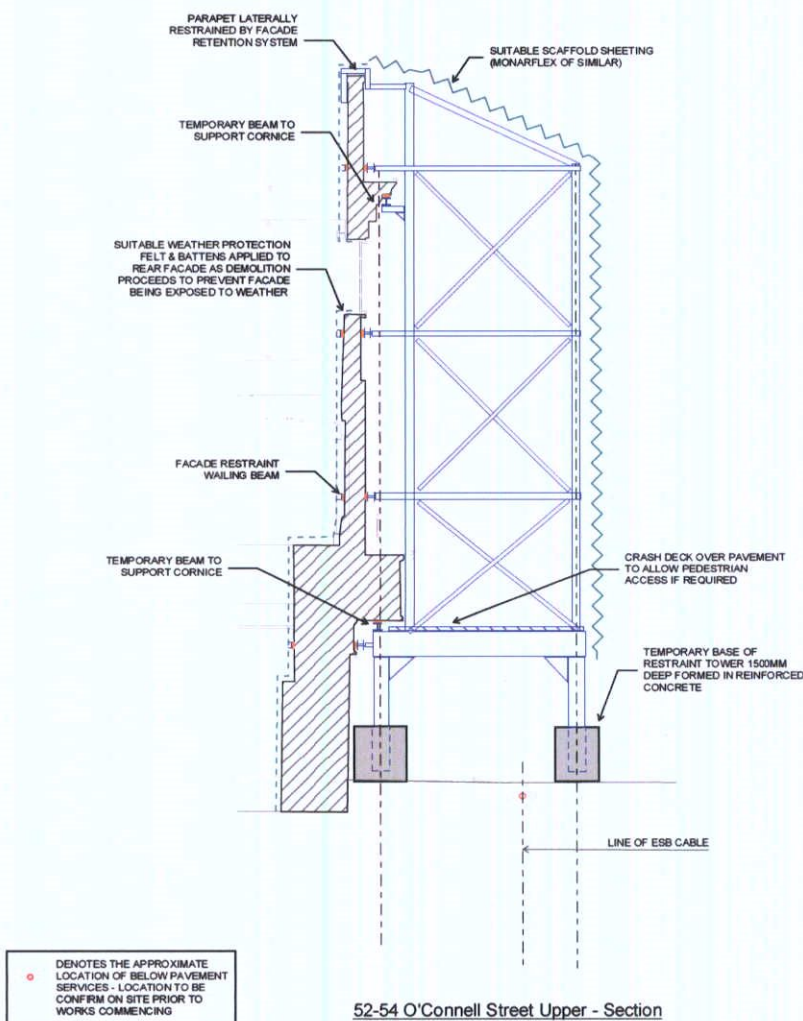 PARAPET LATERALLY
RESTRAINED BY FACADE
RETENTION SYSTEM
SUITABLE SCAFFOLD SHEETING
(MONARFLEX OF SIMILAR)
TEMPORARY BEAM TO
SUPPORT CORNICE
SUITABLE WEATHER PROTECTION
FELT & BATTENS APPLIED TO
REAR FACADE AS DEMOLITION
PROCEEDS TO PREVENT FACADE
BEING EXPOSED TO WEATHER
FACADE RESTRAINT
WAILING BEAM
TEMPORARY BEAM TO
SUPPORT CORNICE
CRASH DECK OVER PAVEMENT
TO ALLOW PEDESTRIAN
ACCESS IF REQUIRED
TEMPORARY BASE OF
RESTRAINT TOWER 1500MM
DEEP FORMED IN REINFORCED
CONCRETE
LINE OF ESB CABLE
DENOTES THE APPROXIMATE
LOCATION OF BELOW PAVEMENT
SERVICES - LOCATION TO BE
CONFIRM ON SITE PRIOR TO
WORKS COMMENCING
52-54 O'Connell Street Upper - Section